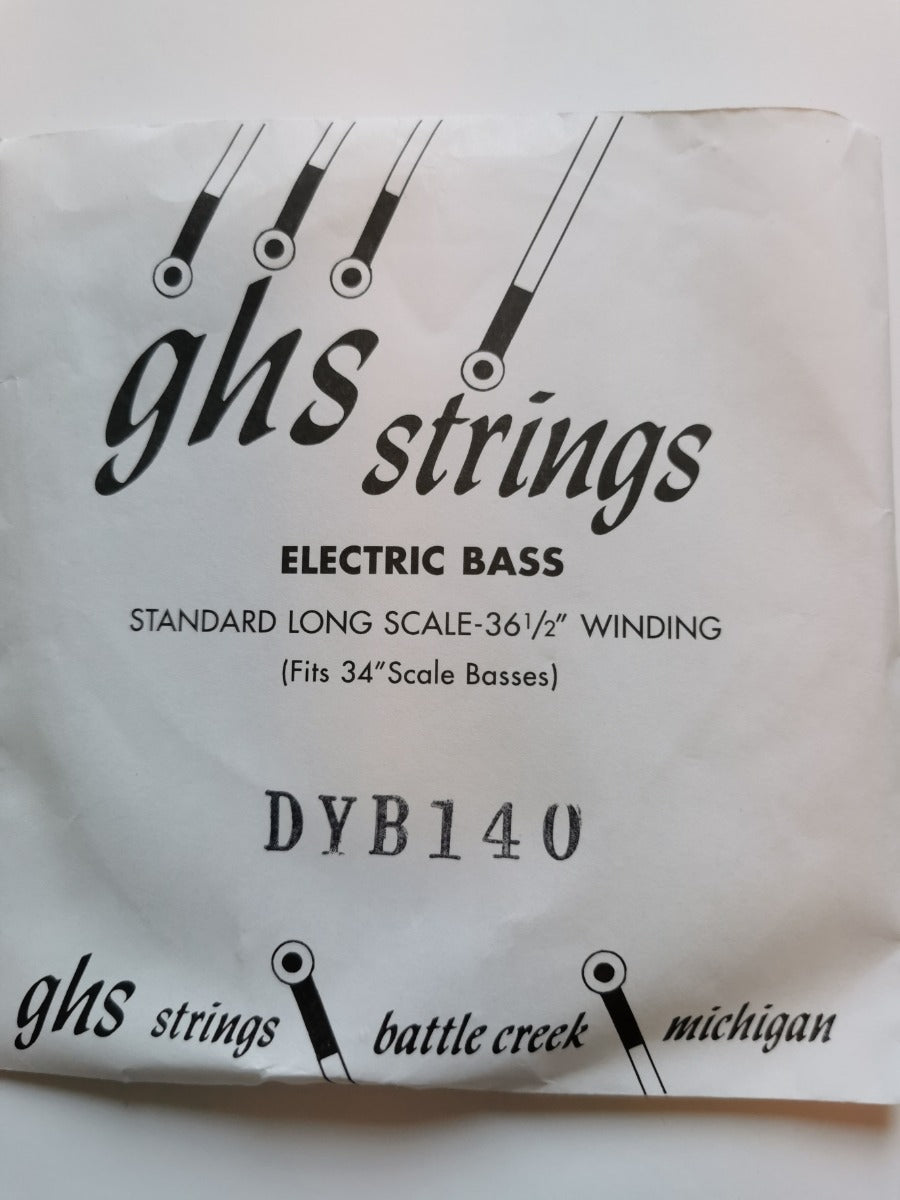 ghs strings
ELECTRIC BASS
STANDARD LONG SCALE-36 1/2" WINDING
(Fits 34"Scale Basses)
DYB140
ghs strings battle creek michigan